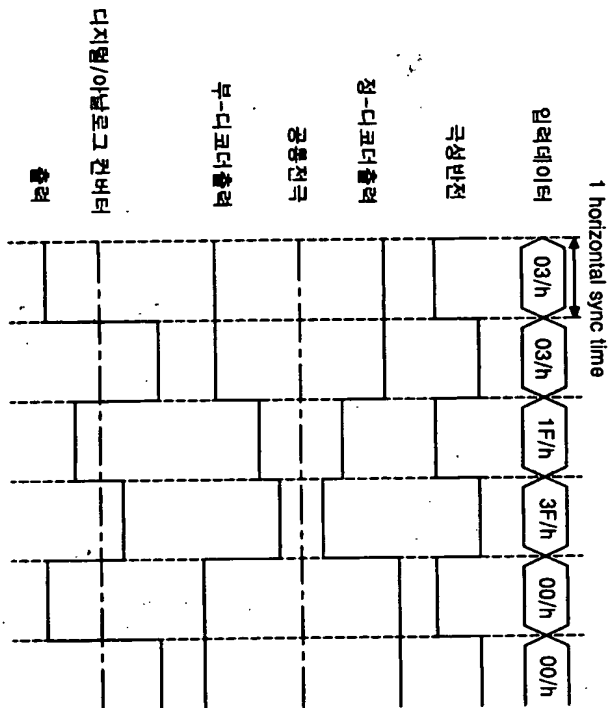 1 horizontal sync time
입력데이터
03/h
03/h
1F/h
3F/h
00/h
00/h
극성반전
정-디코더출력
공통전극
부-디코더출력
디지털/아날로그 컨버터
출력